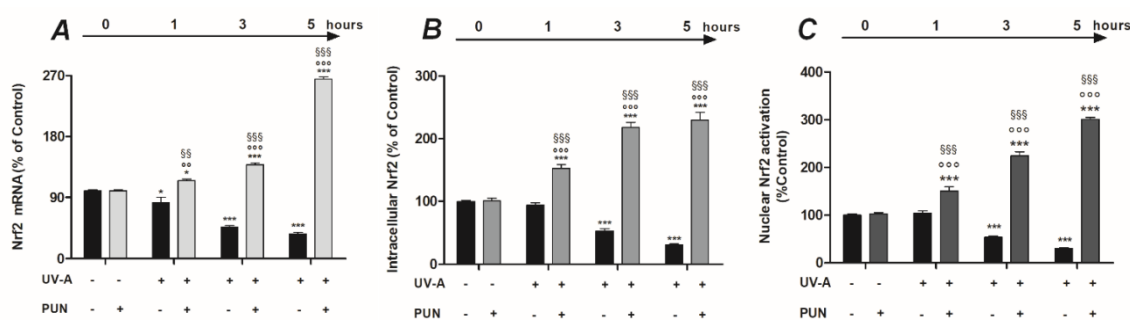 A
0 1 3 5 hours
Nrf2 mRNA (% of Control)
270
180
90
0
*
§§
°°
*
***
§§§
°°°
***
***
§§§
°°°
***
UV-A - - + + + + + +
PUN - + - + - + - +
B
0 1 3 5 hours
Intracellular Nrf2 (% of Control)
300
200
100
0
§§§
°°°
***
***
§§§
°°°
***
***
§§§
°°°
***
UV-A + + + + + +
PUN - + - + - + - +
C
0 1 3 5 hours
Nuclear Nrf2 activation
(%Control)
400
300
200
100
0
§§§
°°°
***
***
§§§
°°°
***
***
§§§
°°°
***
UV-A + + + + + +
PUN - + - + - + - +